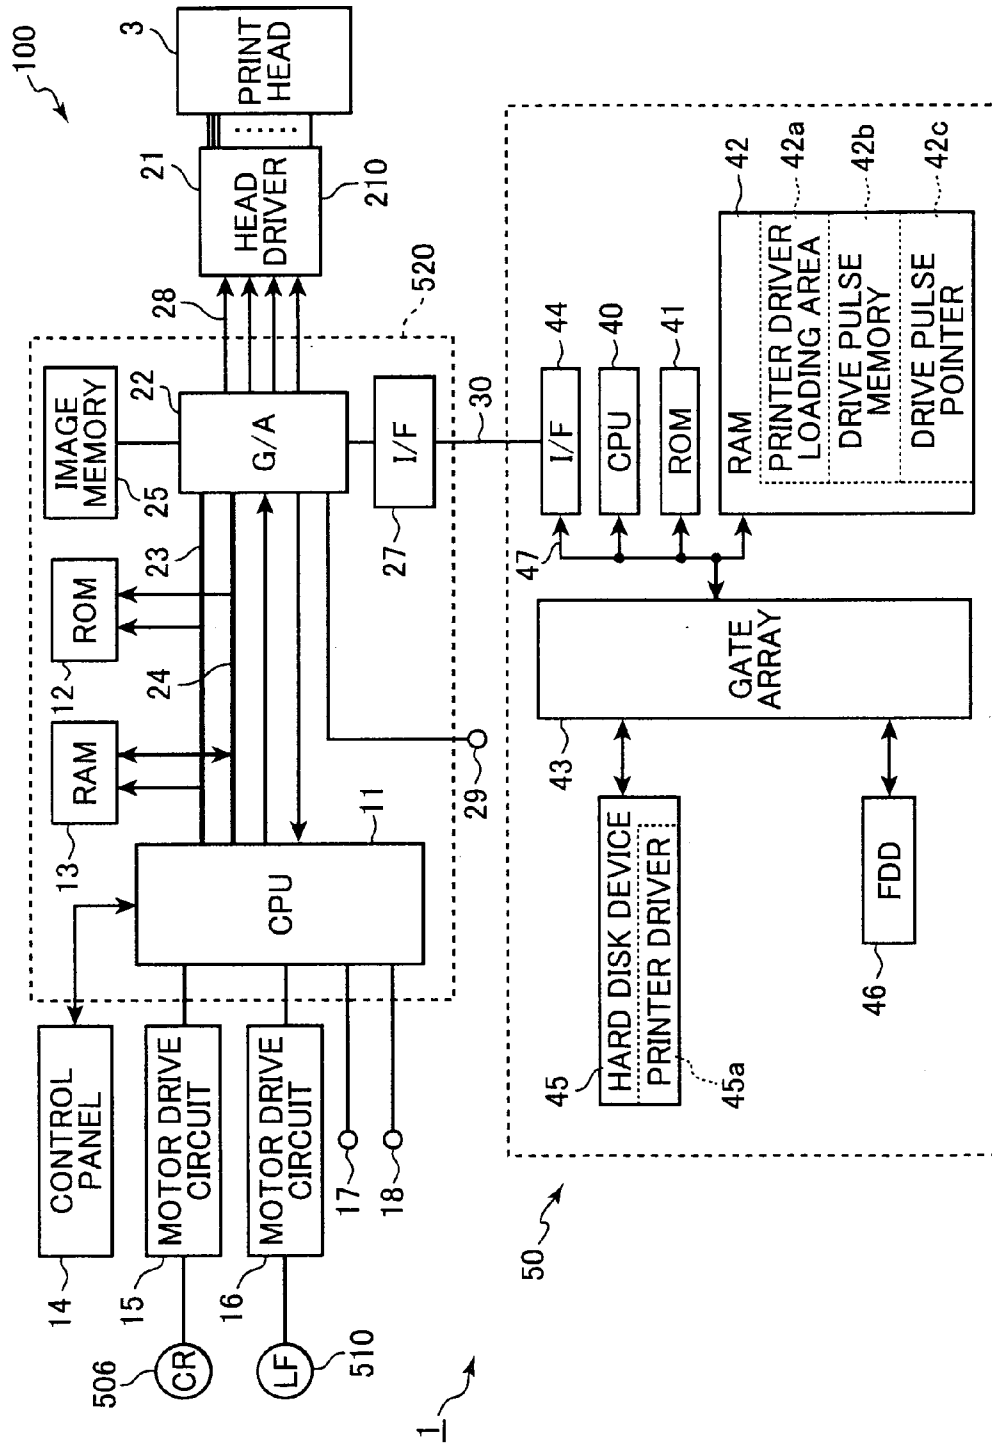 100
3
PRINT
HEAD
21
HEAD
DRIVER
210
28
520
IMAGE
MEMORY
25
22
G/A
I/F
27
30
23
24
ROM
12
RAM
13
11
CPU
29
CONTROL
PANEL
14
MOTOR DRIVE
CIRCUIT
15
MOTOR DRIVE
CIRCUIT
16
17
18
CR
506
LF
510
1
50
I/F
44
CPU
40
ROM
41
47
RAM
42
PRINTER DRIVER
LOADING AREA
42a
DRIVE PULSE
MEMORY
42b
DRIVE PULSE
POINTER
42c
GATE
ARRAY
43
HARD DISK DEVICE
45
PRINTER DRIVER
45a
FDD
46